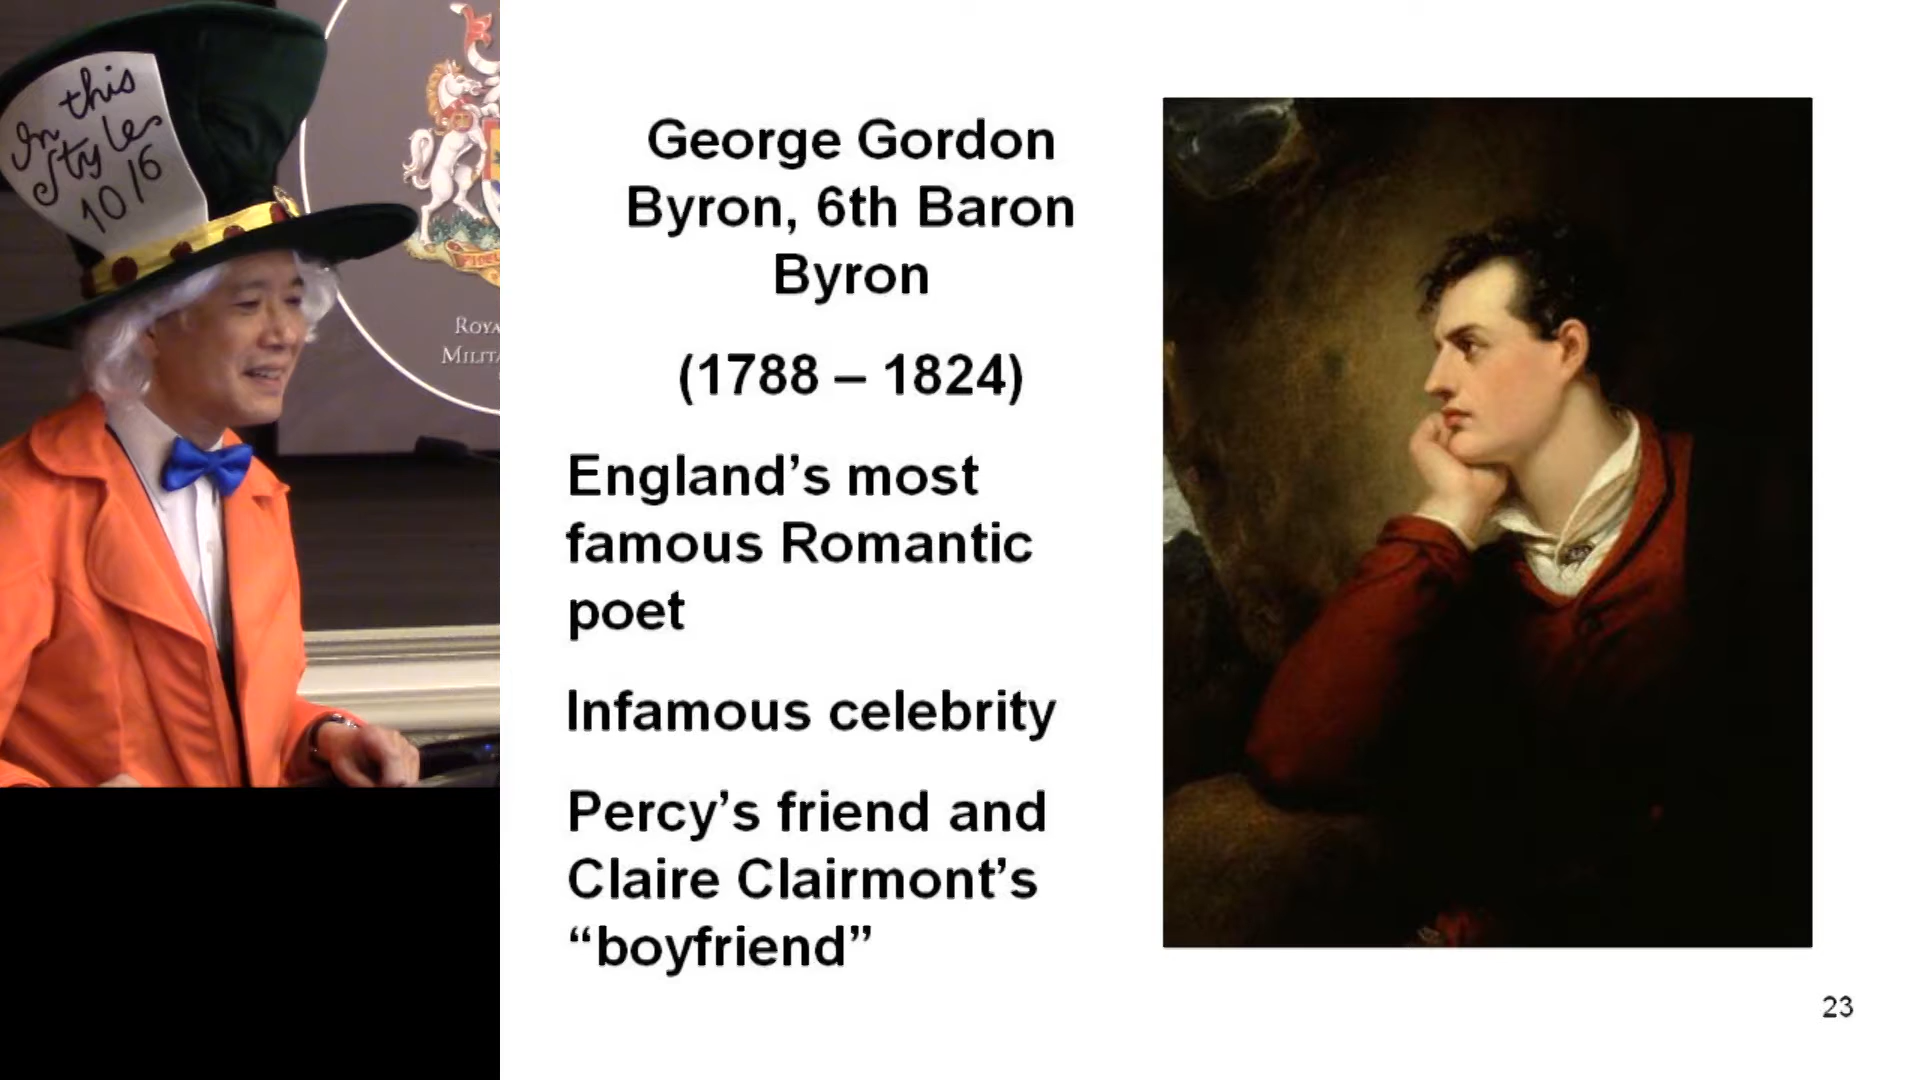 In this
Style
10/6
ROYA
MILITA
George Gordon
Byron, 6th Baron
Byron
(1788 – 1824)
England’s most
famous Romantic
poet
Infamous celebrity
Percy’s friend and
Claire Clairmont’s
“boyfriend”
23